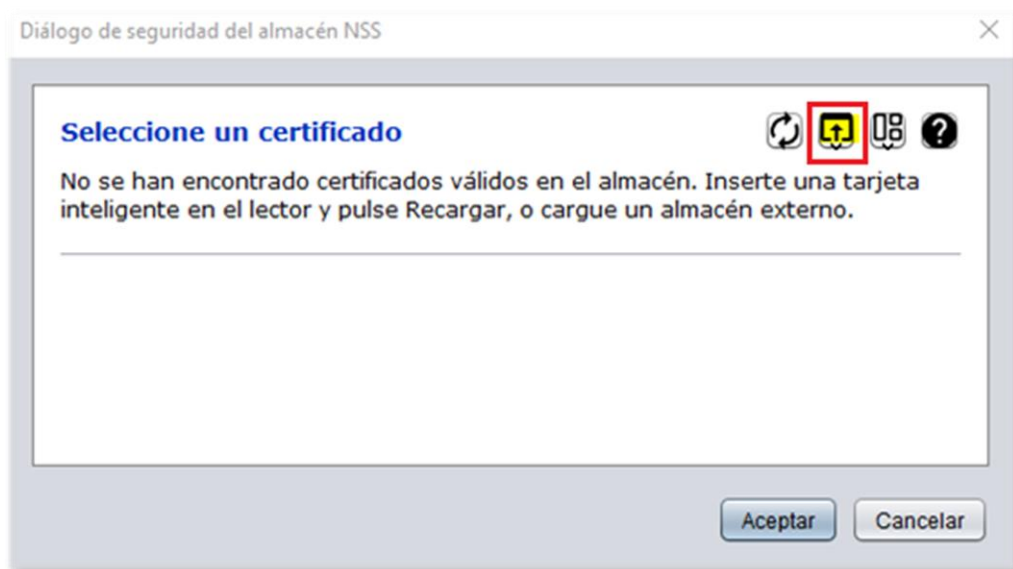 Diálogo de seguridad del almacén NSS
Seleccione un certificado
No se han encontrado certificados válidos en el almacén. Inserte una tarjeta
inteligente en el lector y pulse Recargar, o cargue un almacén externo.
Aceptar
Cancelar